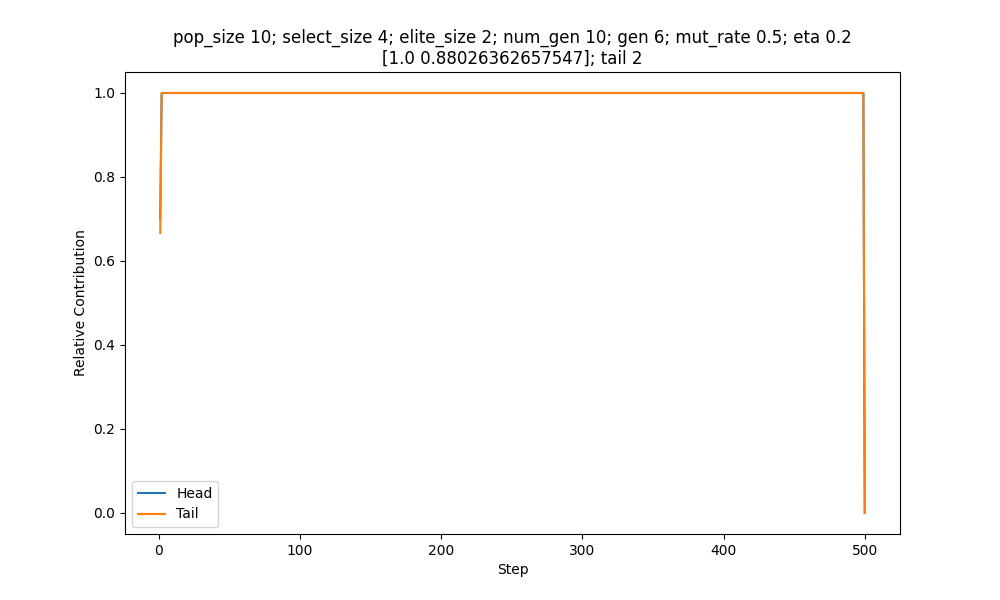 pop_size 10; select_size 4; elite_size 2; num_gen 10; gen 6; mut_rate 0.5; eta 0.2
[1.0 0.88026362657547]; tail 2
1.0
0.8
0.6
0.4
0.2
0.0
Relative Contribution
Head
Tail
0
100
200
300
400
500
Step